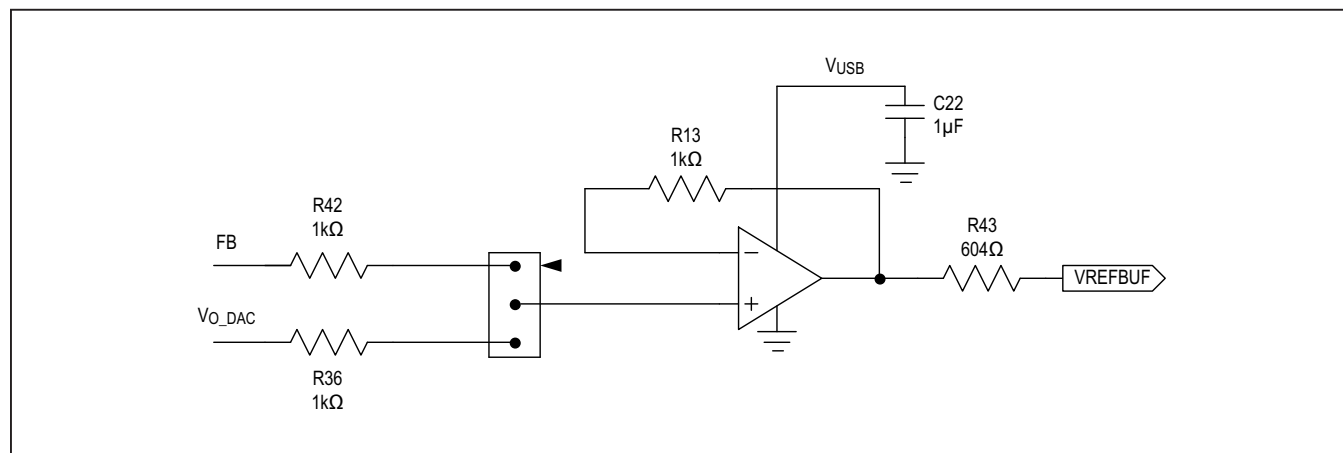 VUSB
C22
1µF
R13
1kΩ
R42
1kΩ
FB
R43
604Ω
VREFBUF
−
+
VO_DAC
R36
1kΩ